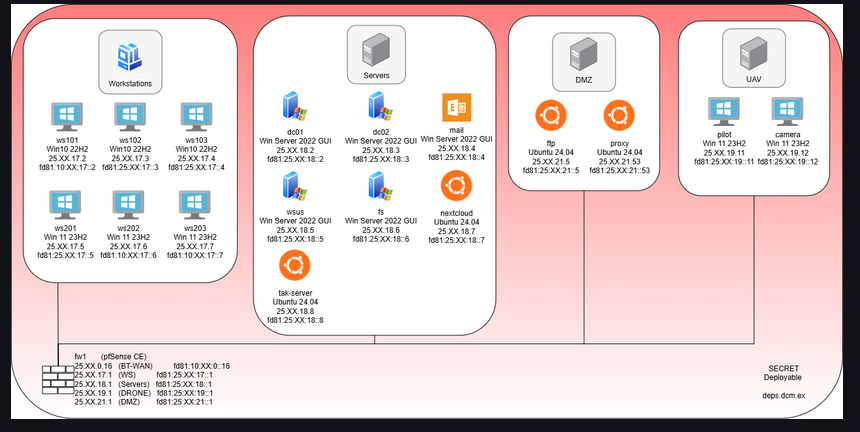 Workstations
ws101
Win10 22H2
25.XX.17.2
fd81:10:XX:17::2
ws102
Win10 22H2
25.XX.17.3
fd81:25:XX:17::3
ws103
Win10 22H2
25.XX.17.4
fd81:25:XX:17::4
ws201
Win 11 23H2
25.XX.17.5
fd81:25:XX:17::5
ws202
Win 11 23H2
25.XX.17.6
fd81:10:XX:17::6
ws203
Win 11 23H2
25.XX.17.7
fd81:10:XX:17::7
Servers
dc01
Win Server 2022 GUI
25.XX.18.2
fd81:25:XX:18::2
dc02
Win Server 2022 GUI
25.XX.18.3
fd81:25:XX:18::3
mail
Win Server 2022 GUI
25.XX.18.4
fd81:25:XX:18::4
wsus
Win Server 2022 GUI
25.XX.18.5
fd81:25:XX:18::5
fs
Win Server 2022 GUI
25.XX.18.6
fd81:25:XX:18::6
nextcloud
Ubuntu 24.04
25.XX.18.7
fd81:25:XX:18::7
tak-server
Ubuntu 24.04
25.XX.18.8
fd81:25:XX:18::8
DMZ
ftp
Ubuntu 24.04
25.XX.21.5
fd81:25:XX:21::5
proxy
Ubuntu 24.04
25.XX.21.53
fd81:25:XX:21::53
UAV
pilot
Win 11 23H2
25.XX.19.11
fd81:25:XX:19::11
camera
Win 11 23H2
25.XX.19.12
fd81:25:XX:19::12
fw1 (pfSense CE)
25.XX.0.16 (BT-WAN) fd81:10:XX:0::16
25.XX.17.1 (WS) fd81:25:XX:17::1
25.XX.18.1 (Servers) fd81:25:XX:18::1
25.XX.19.1 (DRONE) fd81:25:XX:19::1
25.XX.21.1 (DMZ) fd81:25:XX:21::1
SECRET
Deployable
deps.dcm.ex